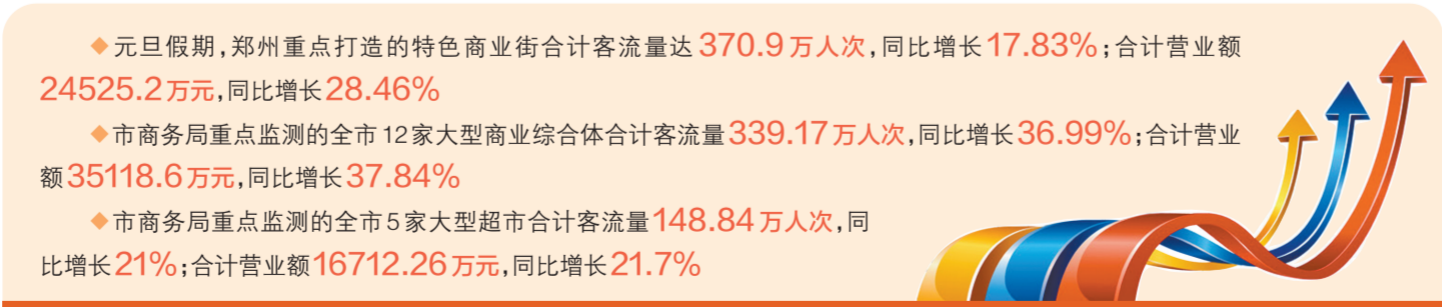 ◆元旦假期,郑州重点打造的特色商业街合计客流量达370.9万人次,同比增长17.83%;合计营业额
24525.2万元,同比增长28.46%
◆市商务局重点监测的全市12家大型商业综合体合计客流量339.17万人次,同比增长36.99%;合计营业
额35118.6万元,同比增长37.84%
◆市商务局重点监测的全市5家大型超市合计客流量148.84万人次,同
比增长21%;合计营业额16712.26万元,同比增长21.7%